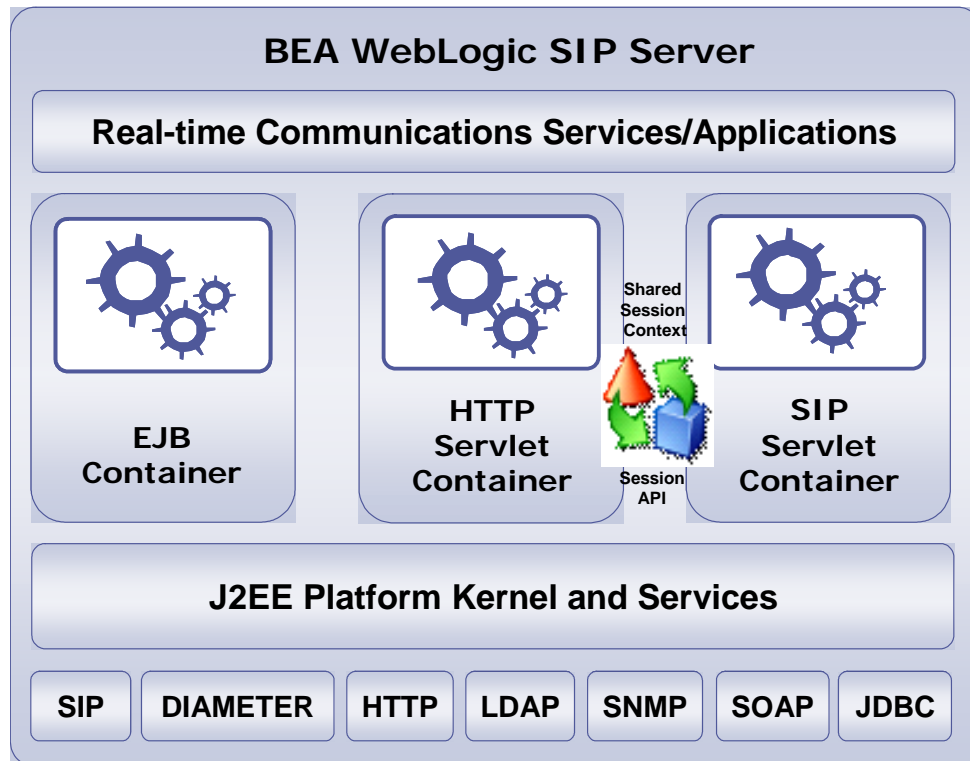 BEA WebLogic SIP Server
Real-time Communications Services/Applications
EJB
Container
HTTP
Servlet
Container
Shared
Session
Context
Session
API
SIP
Servlet
Container
J2EE Platform Kernel and Services
SIP
DIAMETER
HTTP
LDAP
SNMP
SOAP
JDBC